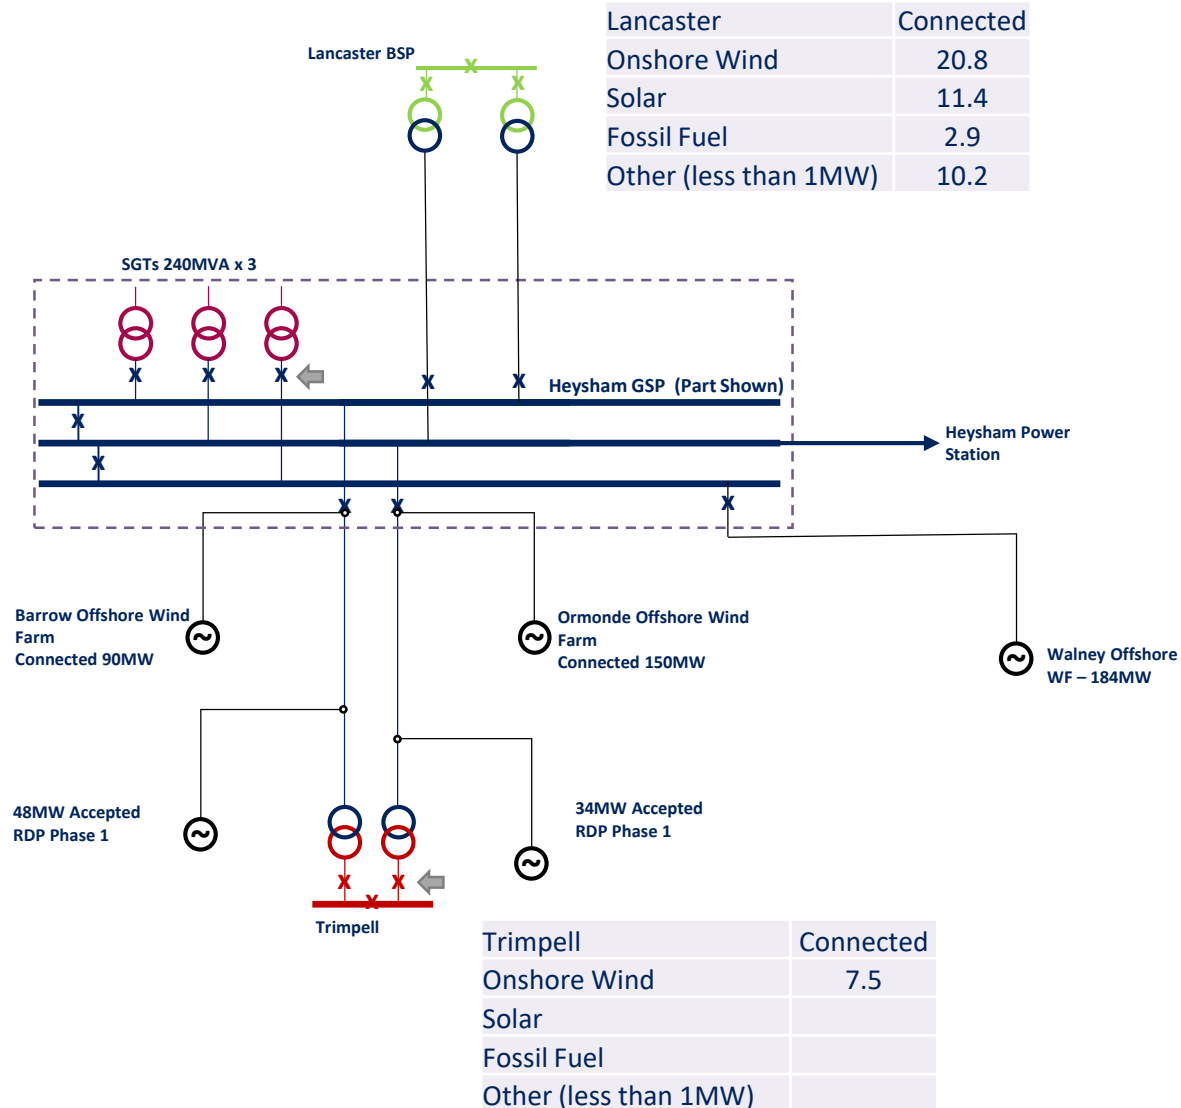 Lancaster Connected
Onshore Wind 20.8
Solar 11.4
Fossil Fuel 2.9
Other (less than 1MW) 10.2
Lancaster BSP
SGTs 240MVA x 3
Heysham GSP (Part Shown)
Heysham Power
Station
Barrow Offshore Wind
Farm
Connected 90MW
Ormonde Offshore Wind
Farm
Connected 150MW
Walney Offshore
WF – 184MW
48MW Accepted
RDP Phase 1
34MW Accepted
RDP Phase 1
Trimpell
Trimpell Connected
Onshore Wind 7.5
Solar
Fossil Fuel
Other (less than 1MW)